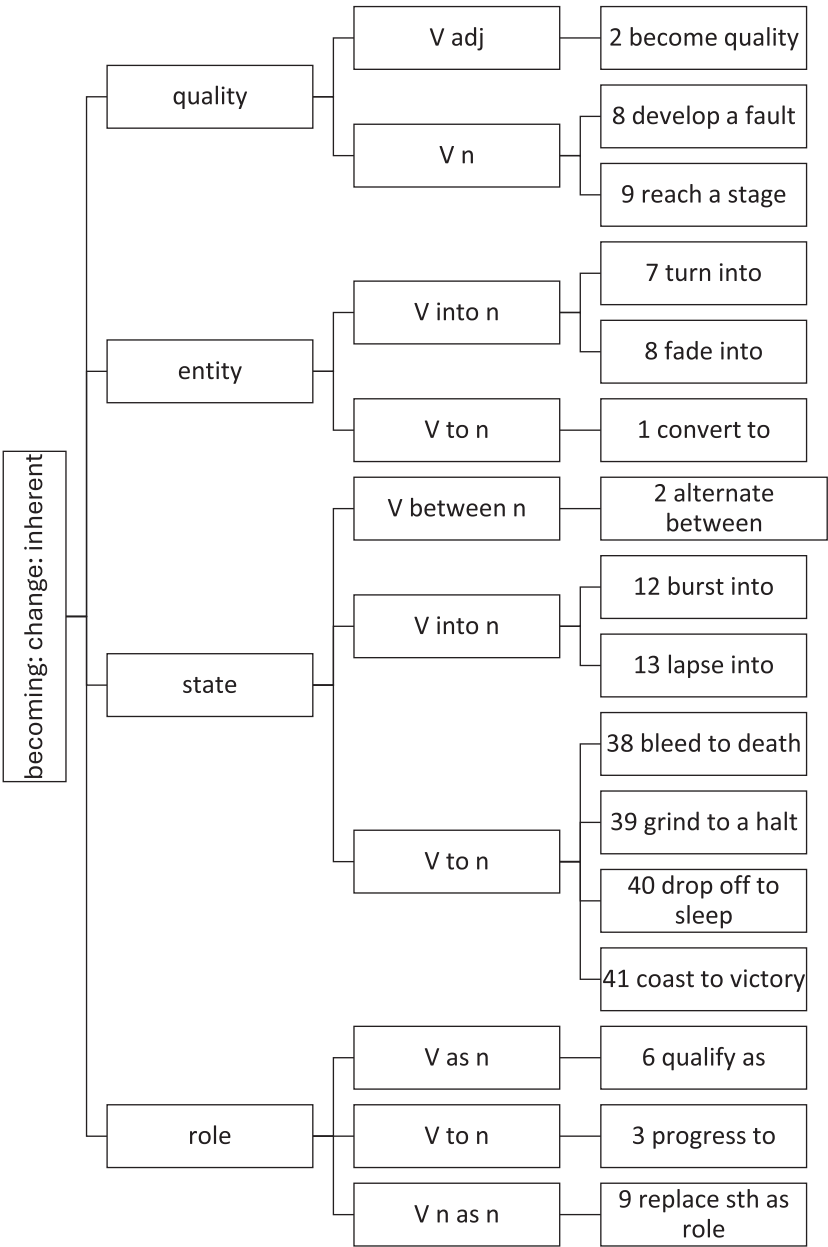 becoming: change: inherent
quality
V adj
2 become quality
V n
8 develop a fault
9 reach a stage
entity
V into n
7 turn into
8 fade into
V to n
1 convert to
state
V between n
2 alternate
between
V into n
12 burst into
13 lapse into
V to n
38 bleed to death
39 grind to a halt
40 drop off to
sleep
41 coast to victory
role
V as n
6 qualify as
V to n
3 progress to
V n as n
9 replace sth as
role